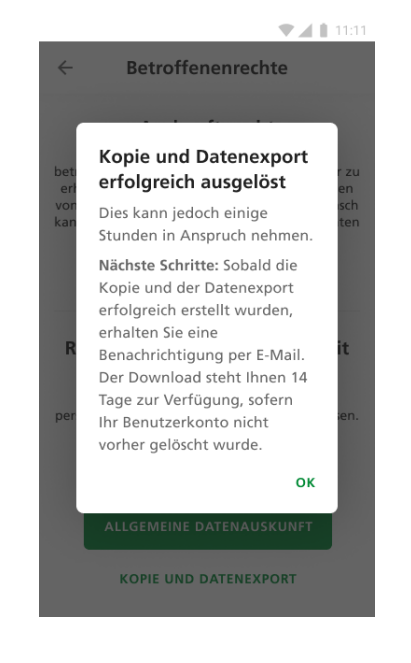 11:11
Betroffenenrechte
Kopie und Datenexport
erfolgreich ausgelöst
Dies kann jedoch einige
Stunden in Anspruch nehmen.
Nächste Schritte: Sobald die
Kopie und der Datenexport
erfolgreich erstellt wurden,
erhalten Sie eine
Benachrichtigung per E-Mail.
Der Download steht Ihnen 14
Tage zur Verfügung, sofern
Ihr Benutzerkonto nicht
vorher gelöscht wurde.
OK
ALLGEMEINE DATENAUSKUNFT
KOPIE UND DATENEXPORT